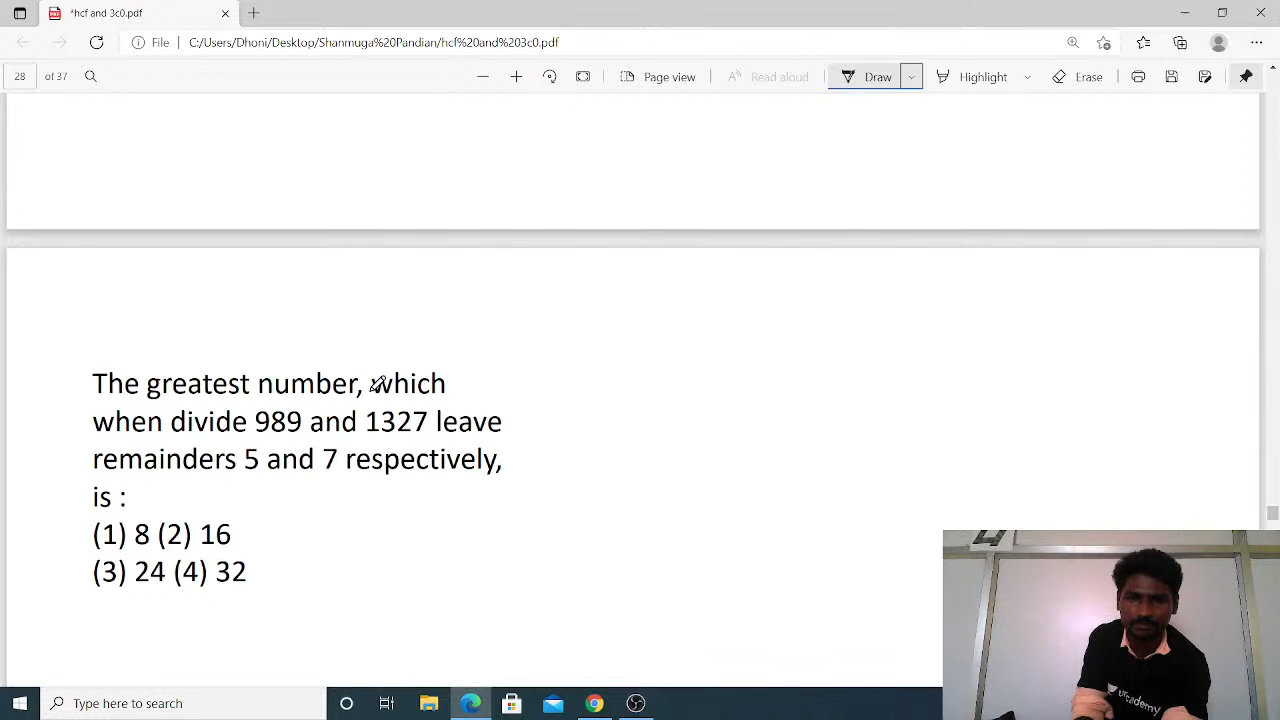 *hcf and 3c0.pdf
File C:/Users/Dhoni/Desktop/Shanmuga%20Pandian/hcf%20and%203c0.pdf
28 of 37 Page view Read aloud Draw Highlight Erase
The greatest number, which
when divide 989 and 1327 leave
remainders 5 and 7 respectively,
is :
(1) 8 (2) 16
(3) 24 (4) 32
Type here to search